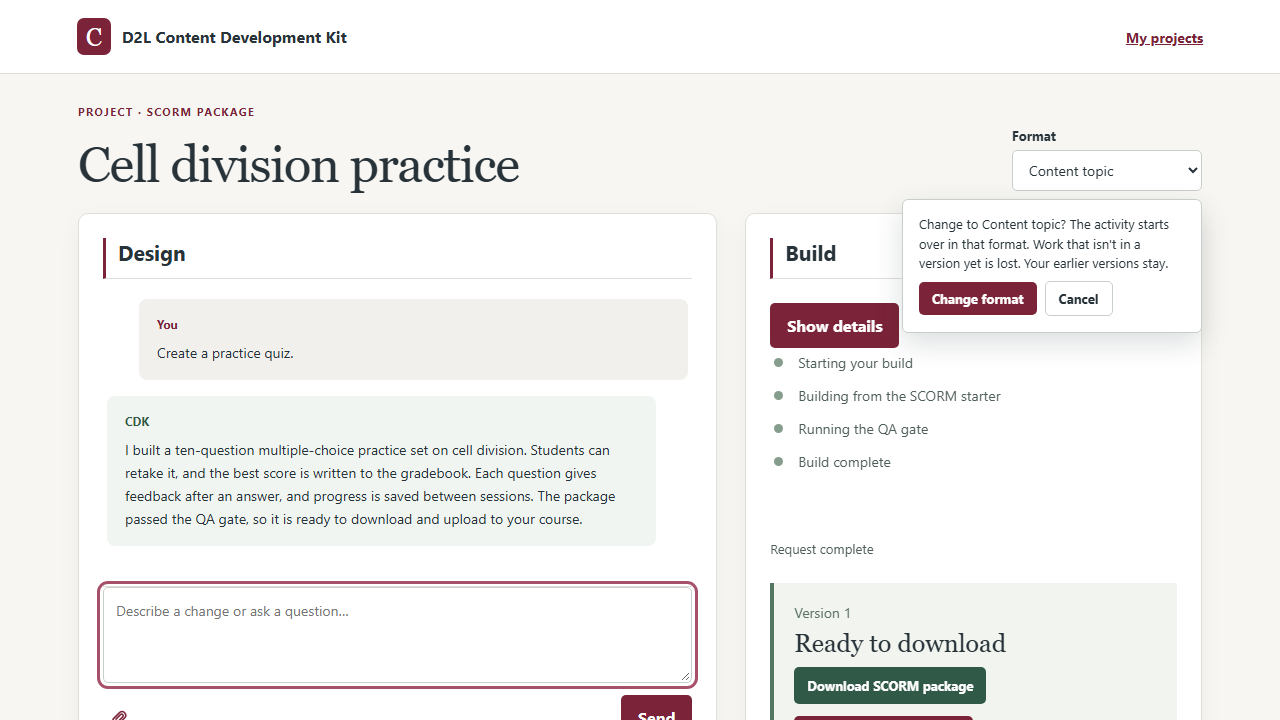 C
D2L Content Development Kit
My projects
PROJECT · SCORM PACKAGE
Cell division practice
Format
Content topic
Change to Content topic? The activity starts
over in that format. Work that isn't in a
version yet is lost. Your earlier versions stay.
Change format
Cancel
Design
You
Create a practice quiz.
CDK
I built a ten-question multiple-choice practice set on cell division. Students can
retake it, and the best score is written to the gradebook. Each question gives
feedback after an answer, and progress is saved between sessions. The package
passed the QA gate, so it is ready to download and upload to your course.
Describe a change or ask a question...
Send
Build
Show details
Starting your build
Building from the SCORM starter
Running the QA gate
Build complete
Request complete
Version 1
Ready to download
Download SCORM package